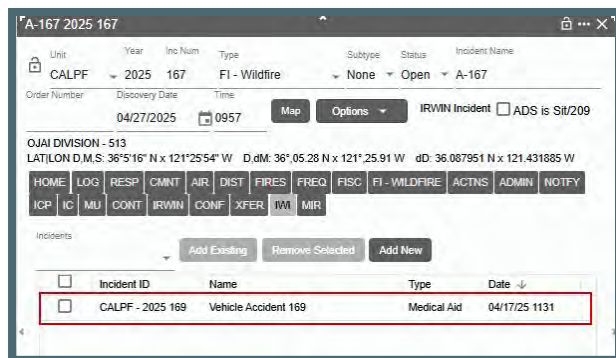 A-167 2025 167
Unit Year Inc Num Type Subtype Status Incident Name
CALPF 2025 167 FI - Wildfire None Open A-167
Order Number Discovery Date Time
04/27/2025 0957 Map Options IRWIN Incident ADS is Sit/209
OJAI DIVISION - 513
LAT|LON D,M,S: 36°5'16" N x 121°25'54" W D,dM: 36°,05.28 N x 121°,25.91 W dD: 36.087951 N x 121.431885 W
HOME LOG RESP CMNT AIR DIST FIRES FREQ FISC FI - WILDFIRE ACTNS ADMIN NOTFY
ICP IC MU CONT IRWIN CONF XFER IWI MIR
Incidents
Add Existing Remove Selected Add New
Incident ID Name Type Date ↓
CALPF - 2025 169 Vehicle Accident 169 Medical Aid 04/17/25 1131